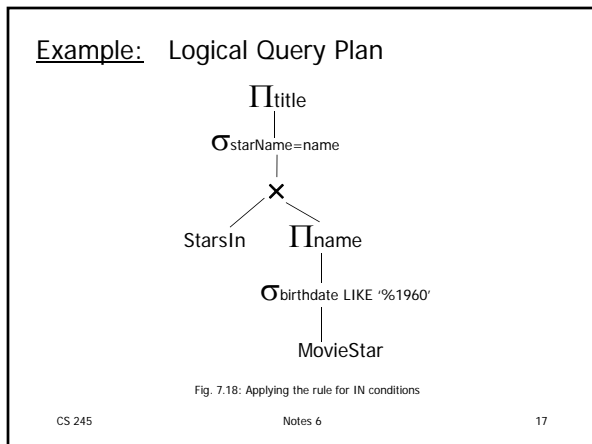 Example: Logical Query Plan
Πtitle
σstarName=name
×
StarsIn Πname
σbirthdate LIKE '%1960'
MovieStar
Fig. 7.18: Applying the rule for IN conditions
CS 245 Notes 6 17